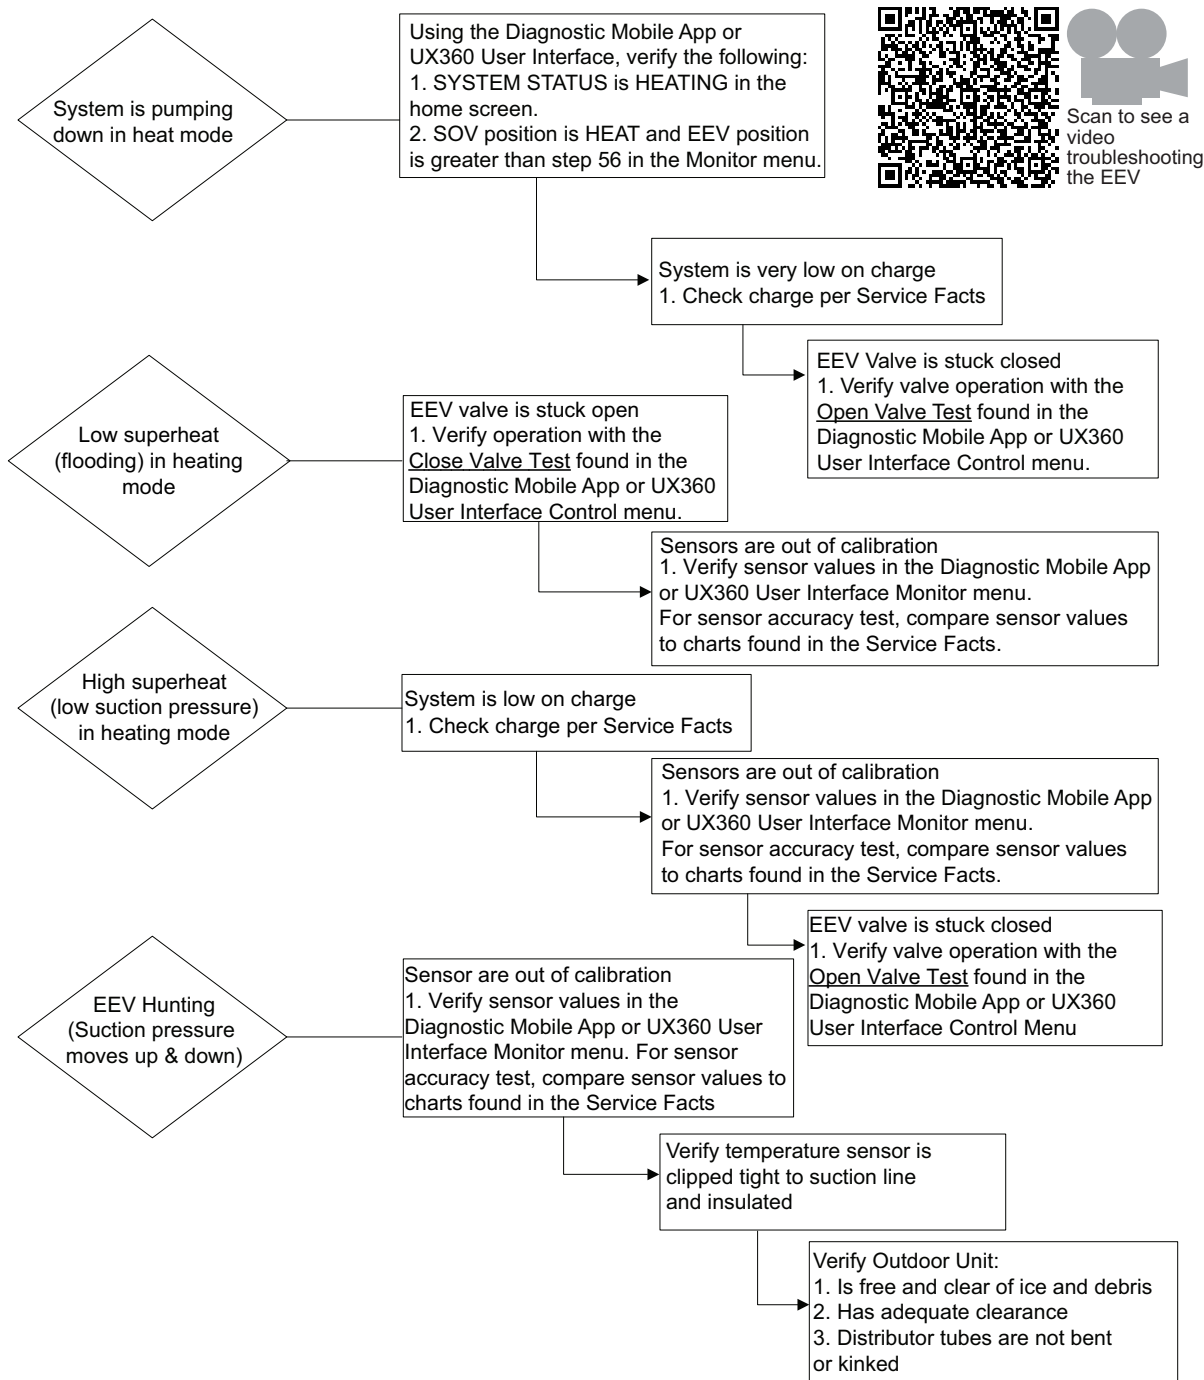 System is pumping
down in heat mode
Using the Diagnostic Mobile App or
UX360 User Interface, verify the following:
1. SYSTEM STATUS is HEATING in the
home screen.
2. SOV position is HEAT and EEV position
is greater than step 56 in the Monitor menu.
Scan to see a
video
troubleshooting
the EEV
System is very low on charge
1. Check charge per Service Facts
EEV Valve is stuck closed
1. Verify valve operation with the
Open Valve Test found in the
Diagnostic Mobile App or UX360
User Interface Control menu.
Low superheat
(flooding) in heating
mode
EEV valve is stuck open
1. Verify operation with the
Close Valve Test found in the
Diagnostic Mobile App or UX360
User Interface Control menu.
Sensors are out of calibration
1. Verify sensor values in the Diagnostic Mobile App
or UX360 User Interface Monitor menu.
For sensor accuracy test, compare sensor values
to charts found in the Service Facts.
High superheat
(low suction pressure)
in heating mode
System is low on charge
1. Check charge per Service Facts
Sensors are out of calibration
1. Verify sensor values in the Diagnostic Mobile App
or UX360 User Interface Monitor menu.
For sensor accuracy test, compare sensor values
to charts found in the Service Facts.
EEV valve is stuck closed
1. Verify valve operation with the
Open Valve Test found in the
Diagnostic Mobile App or UX360
User Interface Control Menu
EEV Hunting
(Suction pressure
moves up & down)
Sensor are out of calibration
1. Verify sensor values in the
Diagnostic Mobile App or UX360 User
Interface Monitor menu. For sensor
accuracy test, compare sensor values to
charts found in the Service Facts
Verify temperature sensor is
clipped tight to suction line
and insulated
Verify Outdoor Unit:
1. Is free and clear of ice and debris
2. Has adequate clearance
3. Distributor tubes are not bent
or kinked